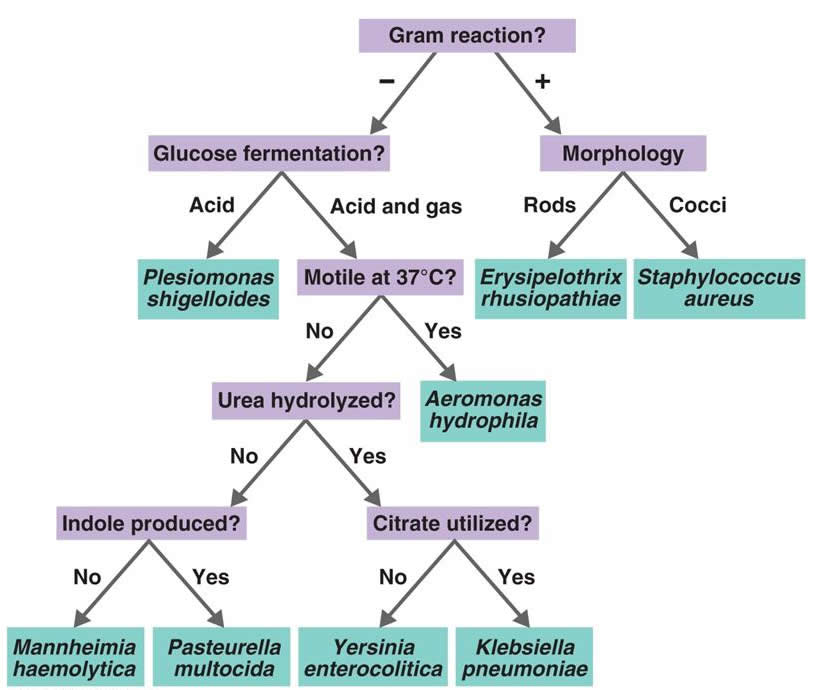 Gram reaction?
− +
Glucose fermentation? Morphology
Acid Acid and gas Rods Cocci
Plesiomonas
shigelloides
Motile at 37°C?
Erysipelothrix
rhusiopathiae
Staphylococcus
aureus
No Yes
Urea hydrolyzed?
Aeromonas
hydrophila
No Yes
Indole produced? Citrate utilized?
No Yes No Yes
Mannheimia
haemolytica
Pasteurella
multocida
Yersinia
enterocolitica
Klebsiella
pneumoniae